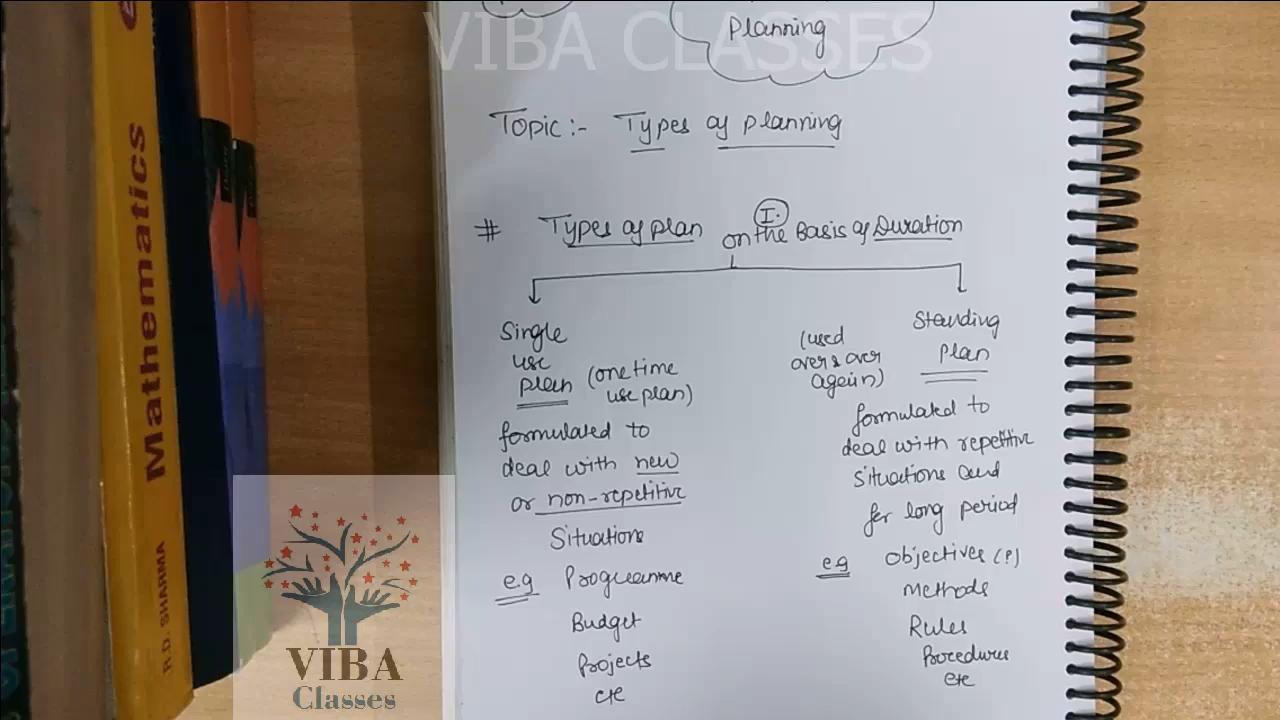 VIBA CLASSES
Planning
Topic:- Types of planning
# Types of plan I. on the Basis of Duration
Single
use
plan (one time
use plan)
formulated to
deal with new
or non-repetitive
Situations
e.g Programme
Budget
Projects
etc
Standing
plan
(used
over & over
again)
formulated to
deal with repetitive
situations and
for long period
e.g Objectives (?)
Methods
Rules
Procedures
etc
Mathematics
R.D. SHARMA
VIBA
Classes